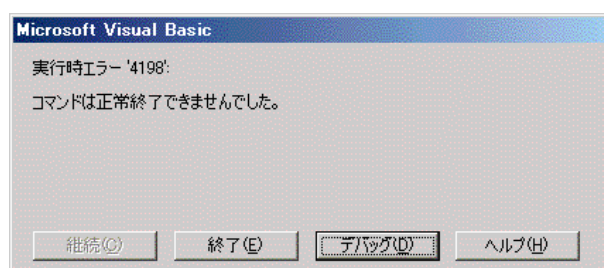 Microsoft Visual Basic
実行時エラー '4198':
コマンドは正常終了できませんでした。
継続(C) 終了(E) デバッグ(D) ヘルプ(H)